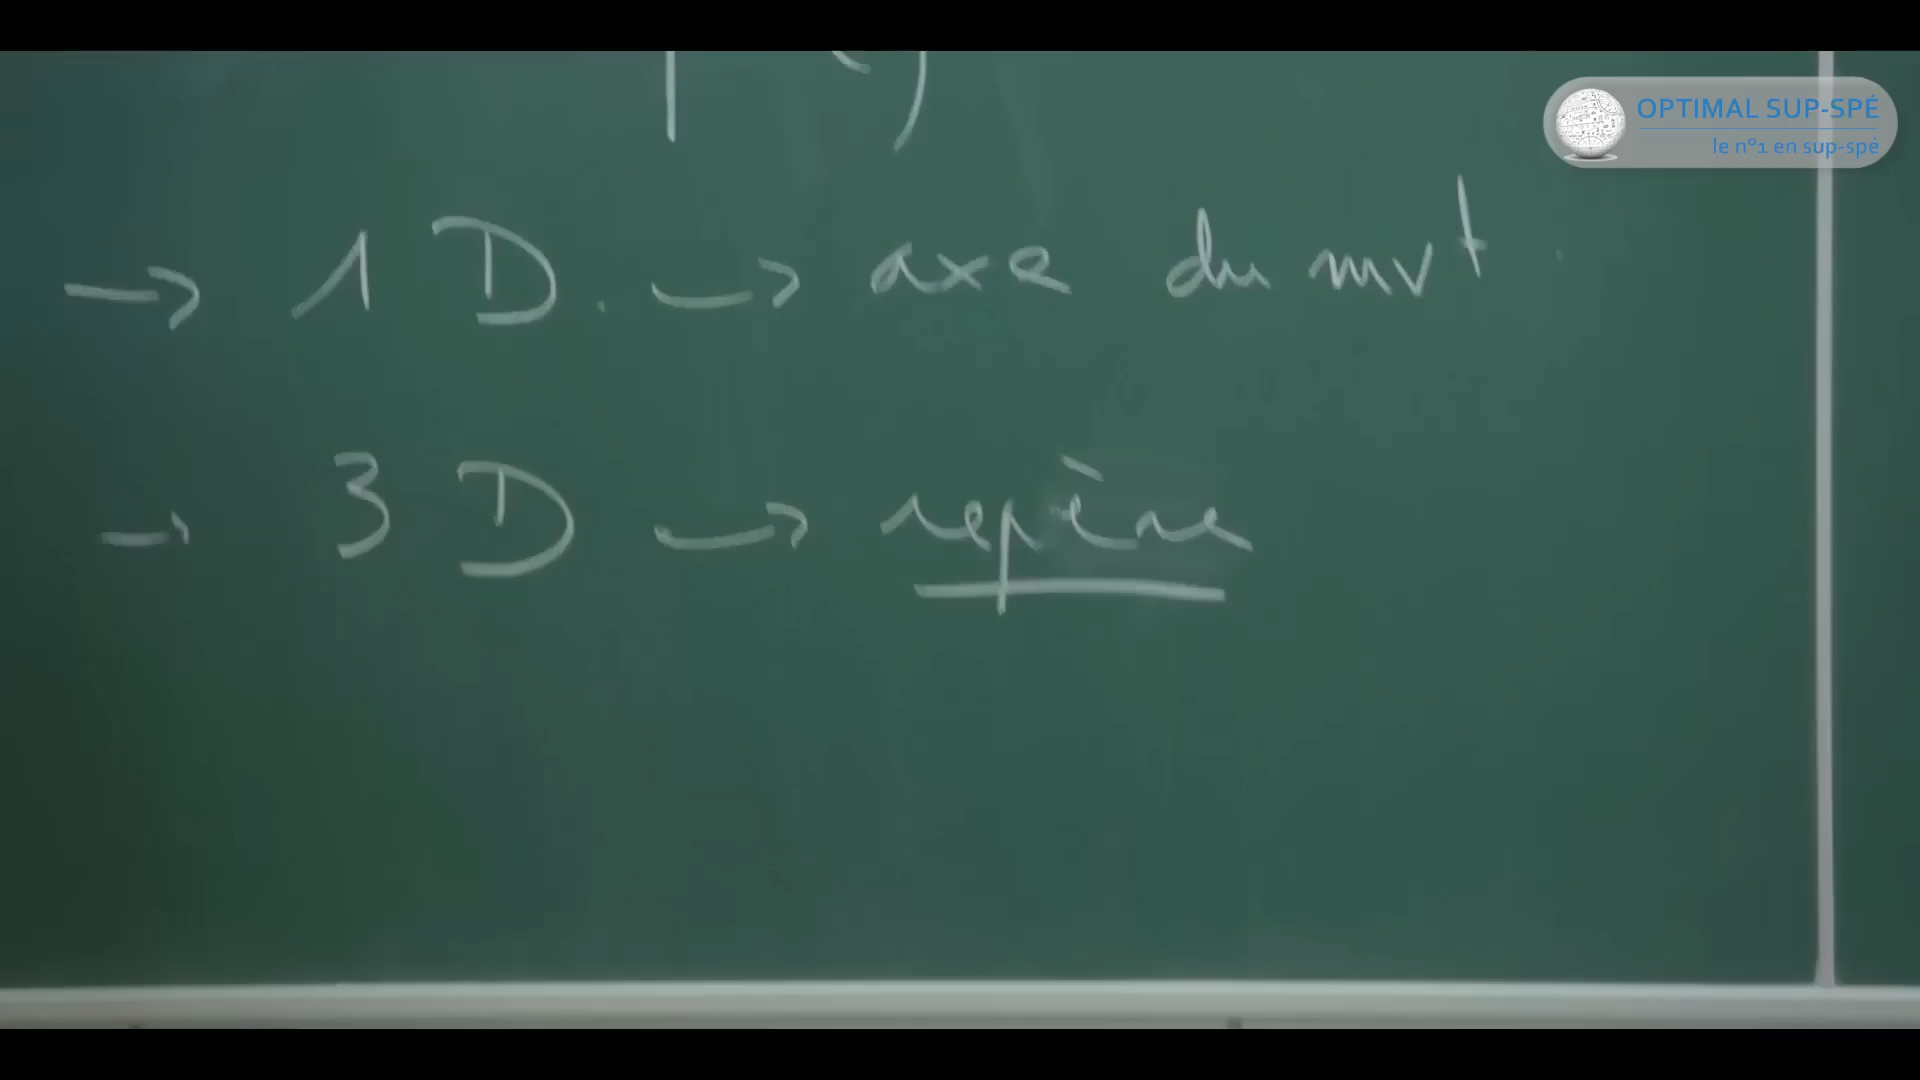 OPTIMAL SUP-SPÉ
le n°1 en sup-spé
→ 1 D. → axe du mvt.
→ 3 D → repère